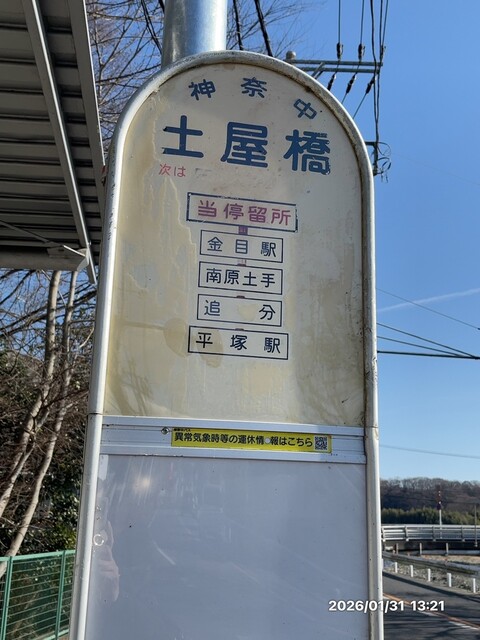 神奈中
土屋橋
次は
当停留所
金目駅
南原土手
追分
平塚駅
異常気象時等の運休情報はこちら
2026/01/31 13:21